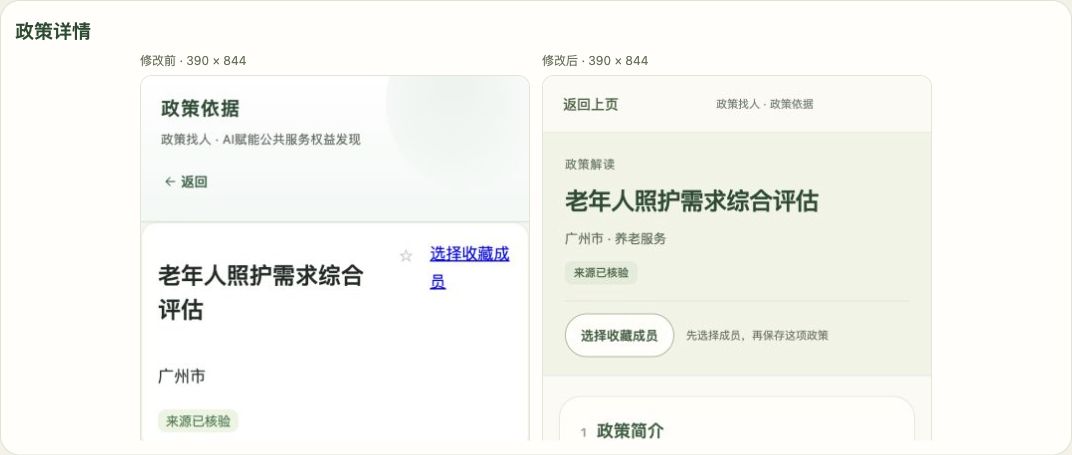 政策详情
修改前 · 390 × 844
政策依据
政策找人 · AI赋能公共服务权益发现
← 返回
老年人照护需求综合
评估
☆
选择收藏成
员
广州市
来源已核验
修改后 · 390 × 844
返回上页
政策找人 · 政策依据
政策解读
老年人照护需求综合评估
广州市 · 养老服务
来源已核验
选择收藏成员
先选择成员，再保存这项政策
1 政策简介